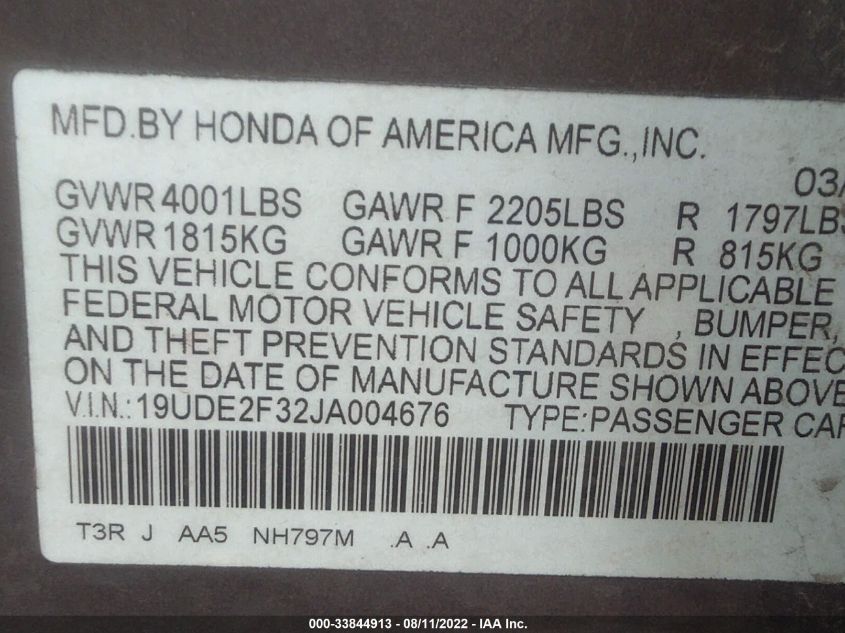 MFD.BY HONDA OF AMERICA MFG.,INC.
03/
GVWR 4001LBS GAWR F 2205LBS R 1797LBS
GVWR 1815KG GAWR F 1000KG R 815KG
THIS VEHICLE CONFORMS TO ALL APPLICABLE
FEDERAL MOTOR VEHICLE SAFETY , BUMPER,
AND THEFT PREVENTION STANDARDS IN EFFEC
ON THE DATE OF MANUFACTURE SHOWN ABOVE
V.I.N.: 19UDE2F32JA004676 TYPE:PASSENGER CAR
T3R J AA5 NH797M .A .A
000-33844913 - 08/11/2022 - IAA Inc.